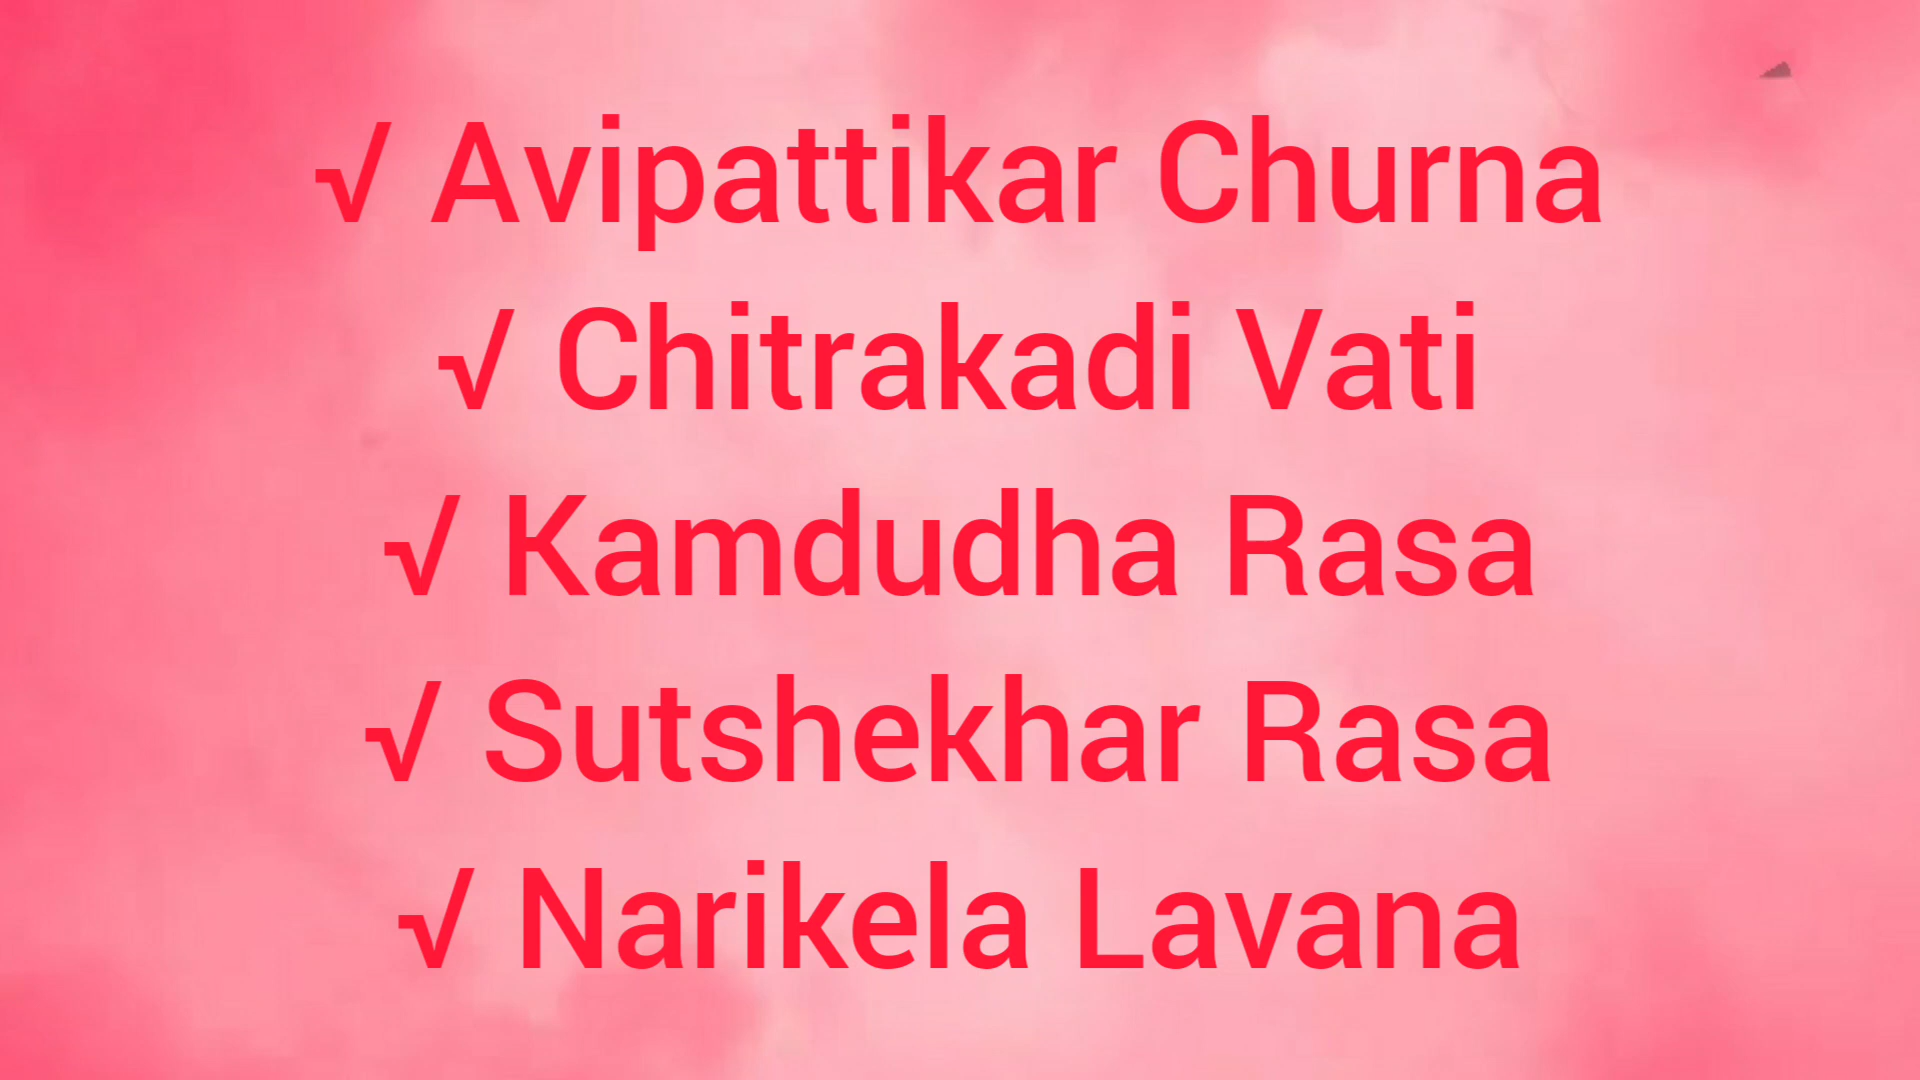 √ Avipattikar Churna
√ Chitrakadi Vati
√ Kamdudha Rasa
√ Sutshekhar Rasa
√ Narikela Lavana